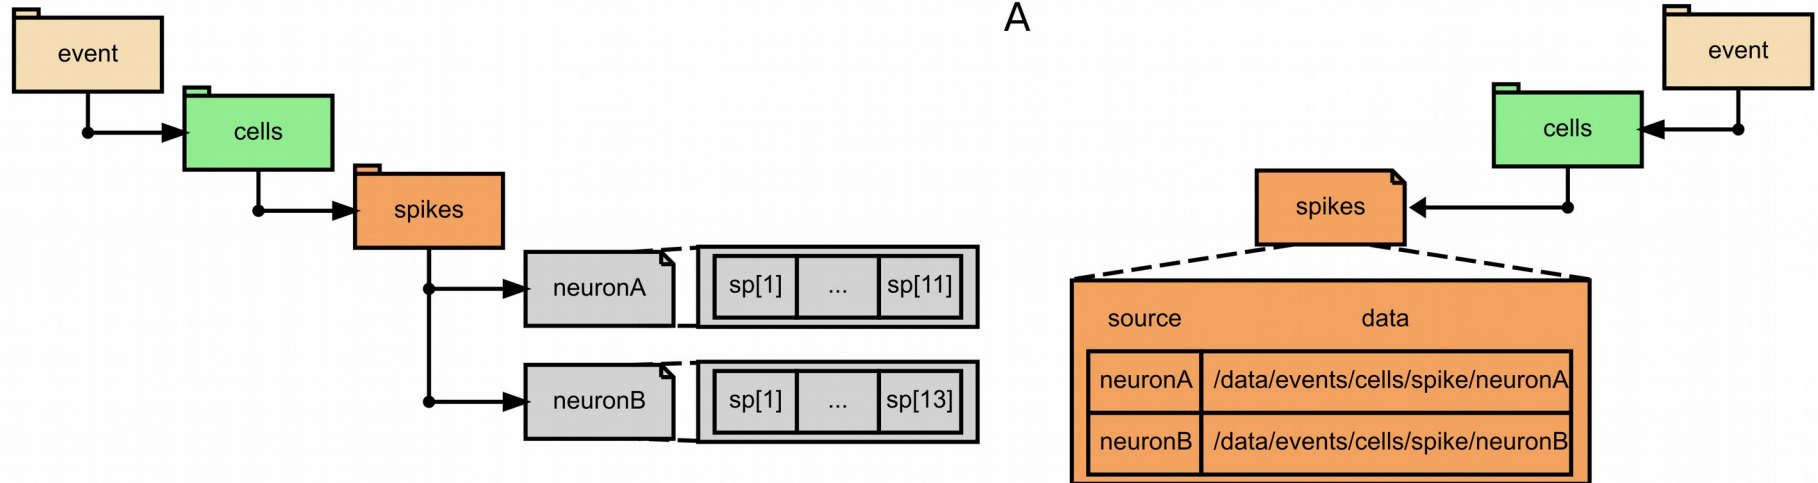 A
event
cells
spikes
neuronA
sp[1] ... sp[11]
neuronB
sp[1] ... sp[13]
event
cells
spikes
source data
neuronA /data/events/cells/spike/neuronA
neuronB /data/events/cells/spike/neuronB